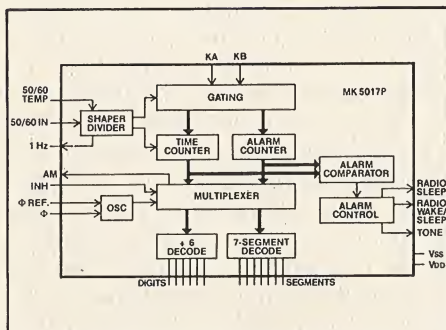 KA KB
MK 5017P
50/60
TEMP
50/60 IN
1 Hz
SHAPER
DIVIDER
GATING
TIME
COUNTER
ALARM
COUNTER
ALARM
COMPARATOR
AM
INH
Φ REF.
Φ
OSC
MULTIPLEXER
ALARM
CONTROL
RADIO
SLEEP
RADIO
WAKE/
SLEEP
TONE
÷ 6
DECODE
7-SEGMENT
DECODE
VSS
VDD
DIGITS
SEGMENTS